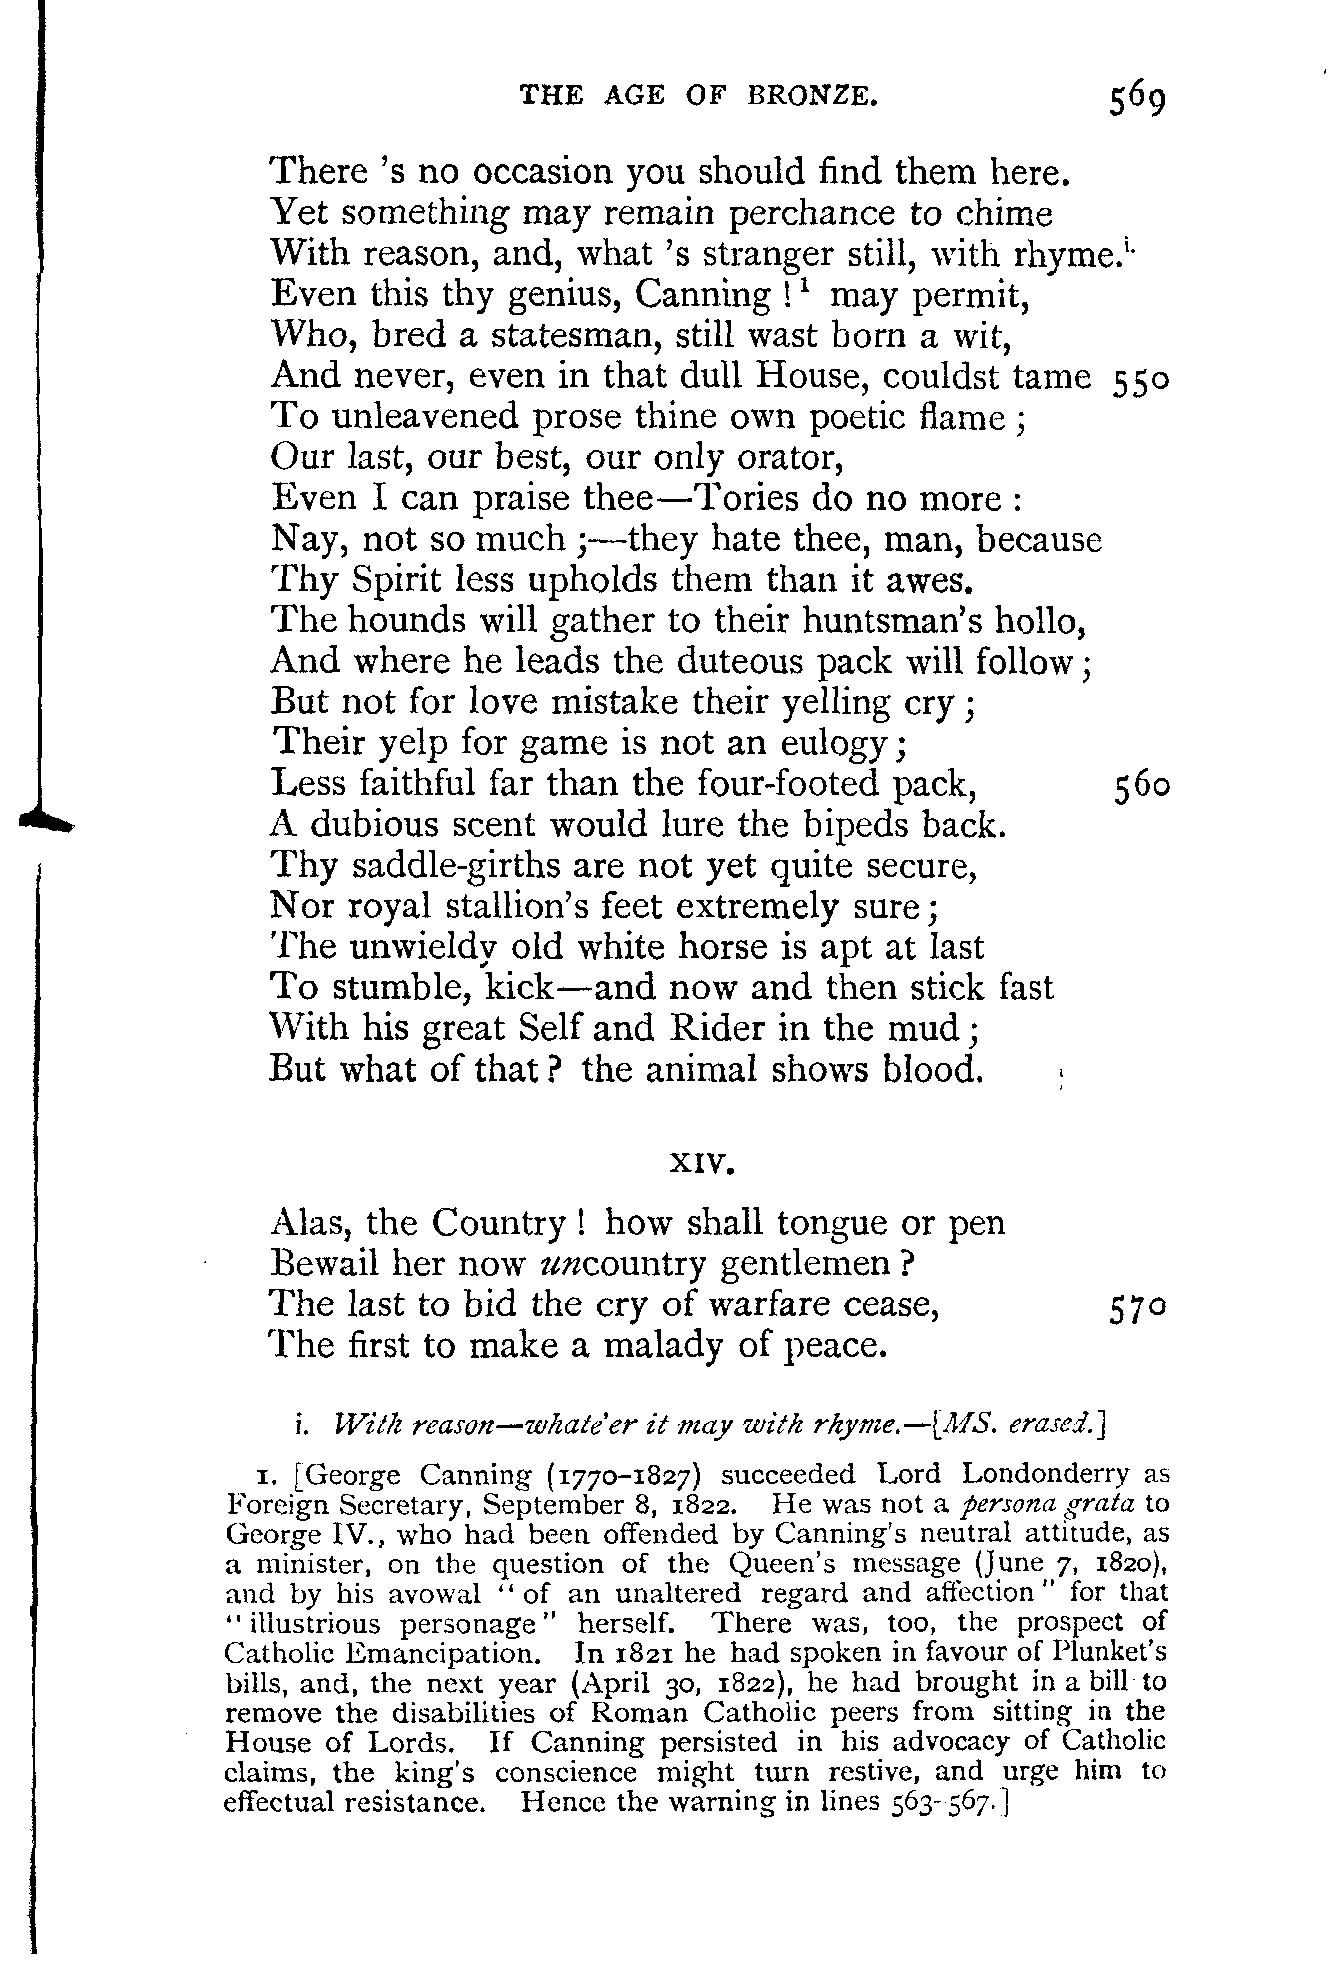 THE AGE OF BRONZE. 569
There 's no occasion you should find them here.
Yet something may remain perchance to chime
With reason, and, what 's stranger still, with rhyme.i.
Even this thy genius, Canning !1 may permit,
Who, bred a statesman, still wast born a wit,
And never, even in that dull House, couldst tame 550
To unleavened prose thine own poetic flame ;
Our last, our best, our only orator,
Even I can praise thee—Tories do no more :
Nay, not so much ;—they hate thee, man, because
Thy Spirit less upholds them than it awes.
The hounds will gather to their huntsman's hollo,
And where he leads the duteous pack will follow ;
But not for love mistake their yelling cry ;
Their yelp for game is not an eulogy ;
Less faithful far than the four-footed pack, 560
A dubious scent would lure the bipeds back.
Thy saddle-girths are not yet quite secure,
Nor royal stallion's feet extremely sure ;
The unwieldy old white horse is apt at last
To stumble, kick—and now and then stick fast
With his great Self and Rider in the mud ;
But what of that ? the animal shows blood.
XIV.
Alas, the Country ! how shall tongue or pen
Bewail her now uncountry gentlemen ?
The last to bid the cry of warfare cease, 570
The first to make a malady of peace.
i. With reason—whate'er it may with rhyme.—[MS. erased.]
1. [George Canning (1770–1827) succeeded Lord Londonderry as
Foreign Secretary, September 8, 1822. He was not a persona grata to
George IV., who had been offended by Canning's neutral attitude, as
a minister, on the question of the Queen's message (June 7, 1820),
and by his avowal "of an unaltered regard and affection" for that
"illustrious personage" herself. There was, too, the prospect of
Catholic Emancipation. In 1821 he had spoken in favour of Plunket's
bills, and, the next year (April 30, 1822), he had brought in a bill to
remove the disabilities of Roman Catholic peers from sitting in the
House of Lords. If Canning persisted in his advocacy of Catholic
claims, the king's conscience might turn restive, and urge him to
effectual resistance. Hence the warning in lines 563-567.]